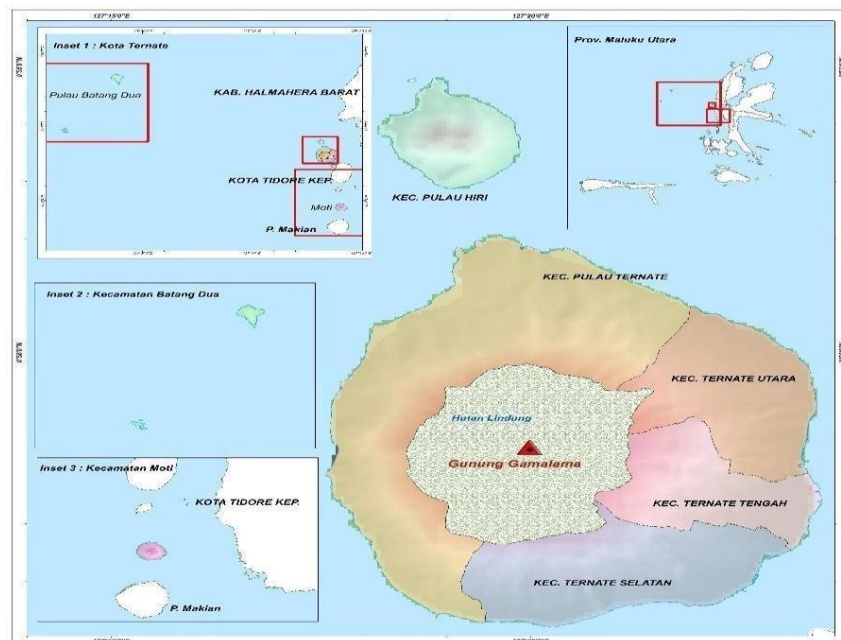 127°15'0"E
127°20'0"E
Inset 1 : Kota Ternate
Pulau Batang Dua
KAB. HALMAHERA BARAT
KOTA TIDORE KEP.
Moti
P. Makian
KEC. PULAU HIRI
Prov. Maluku Utara
KEC. PULAU TERNATE
Inset 2 : Kecamatan Batang Dua
KEC. TERNATE UTARA
Hutan Lindung
Gunung Gamalama
Inset 3 : Kecamatan Moti
KOTA TIDORE KEP.
KEC. TERNATE TENGAH
KEC. TERNATE SELATAN
P. Makian